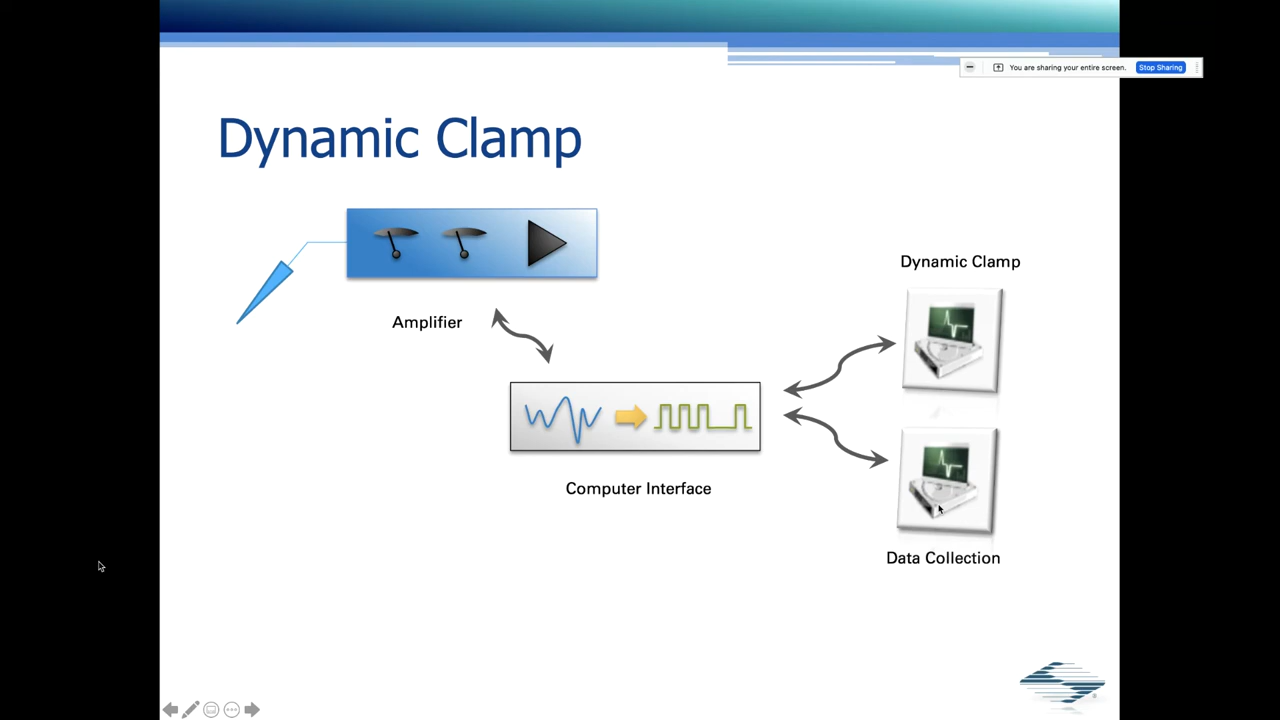 You are sharing your entire screen. Stop Sharing
Dynamic Clamp
Dynamic Clamp
Amplifier
Computer Interface
Data Collection